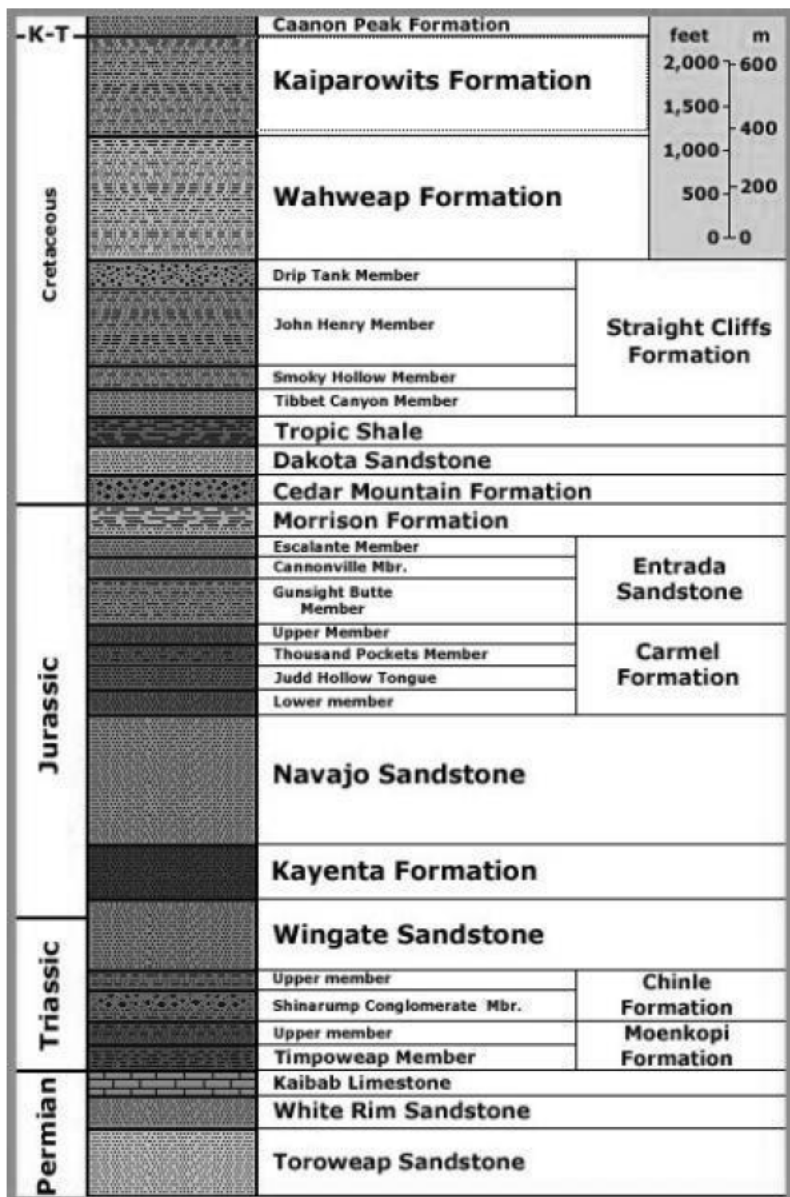 Caanon Peak Formation
K-T
feet m
2,000 600
Kaiparowits Formation
1,500
400
1,000
500 200
Wahweap Formation
0 0
Cretaceous
Drip Tank Member
John Henry Member
Straight Cliffs
Formation
Smoky Hollow Member
Tibbet Canyon Member
Tropic Shale
Dakota Sandstone
Cedar Mountain Formation
Jurassic
Morrison Formation
Escalante Member
Cannonville Mbr.
Gunsight Butte
Member
Entrada
Sandstone
Upper Member
Thousand Pockets Member
Judd Hollow Tongue
Lower member
Carmel
Formation
Navajo Sandstone
Kayenta Formation
Wingate Sandstone
Triassic
Upper member
Shinarump Conglomerate Mbr.
Chinle
Formation
Upper member
Timpoweap Member
Moenkopi
Formation
Permian
Kaibab Limestone
White Rim Sandstone
Toroweap Sandstone